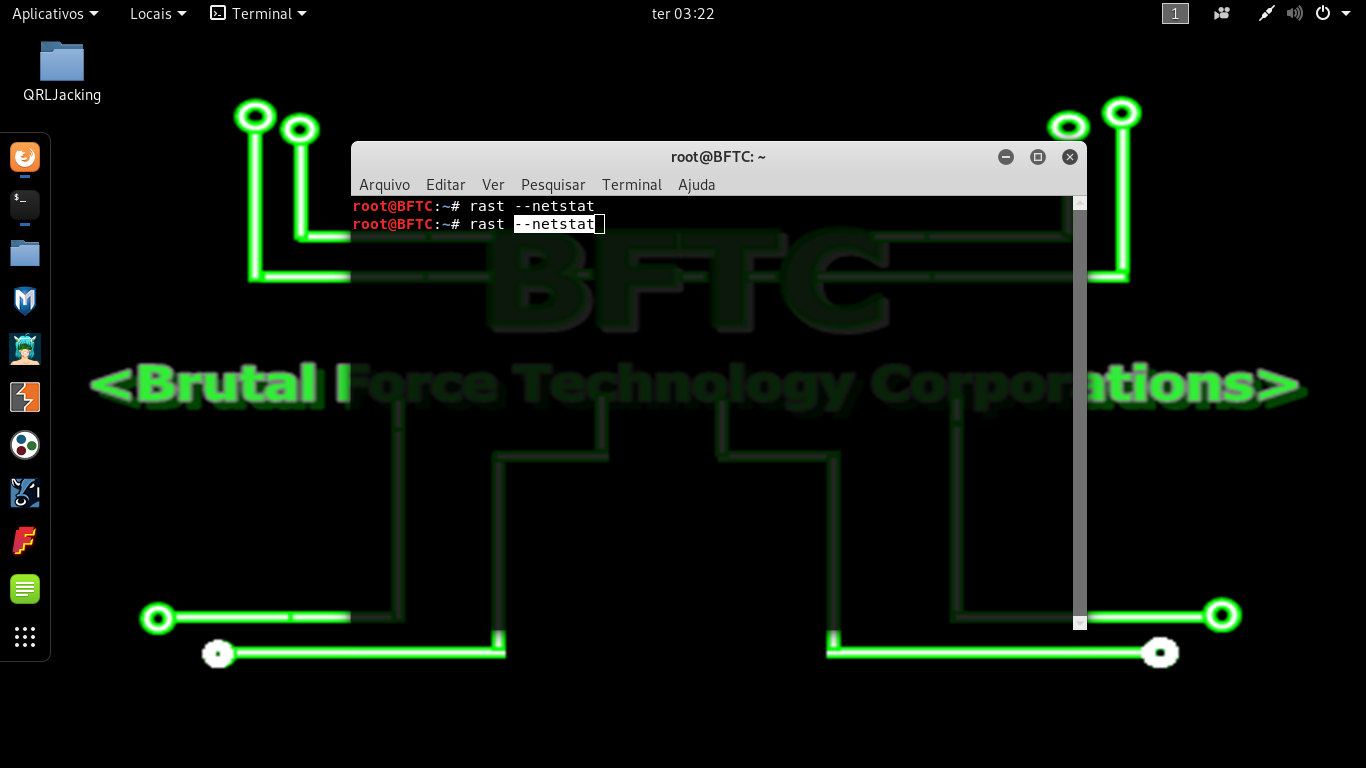 Aplicativos Locais Terminal ter 03:22 1
QRLJacking
root@BFTC: ~
Arquivo Editar Ver Pesquisar Terminal Ajuda
root@BFTC:~# rast --netstat
root@BFTC:~# rast --netstat
BFTC
<Brutal Force Technology Corporations>